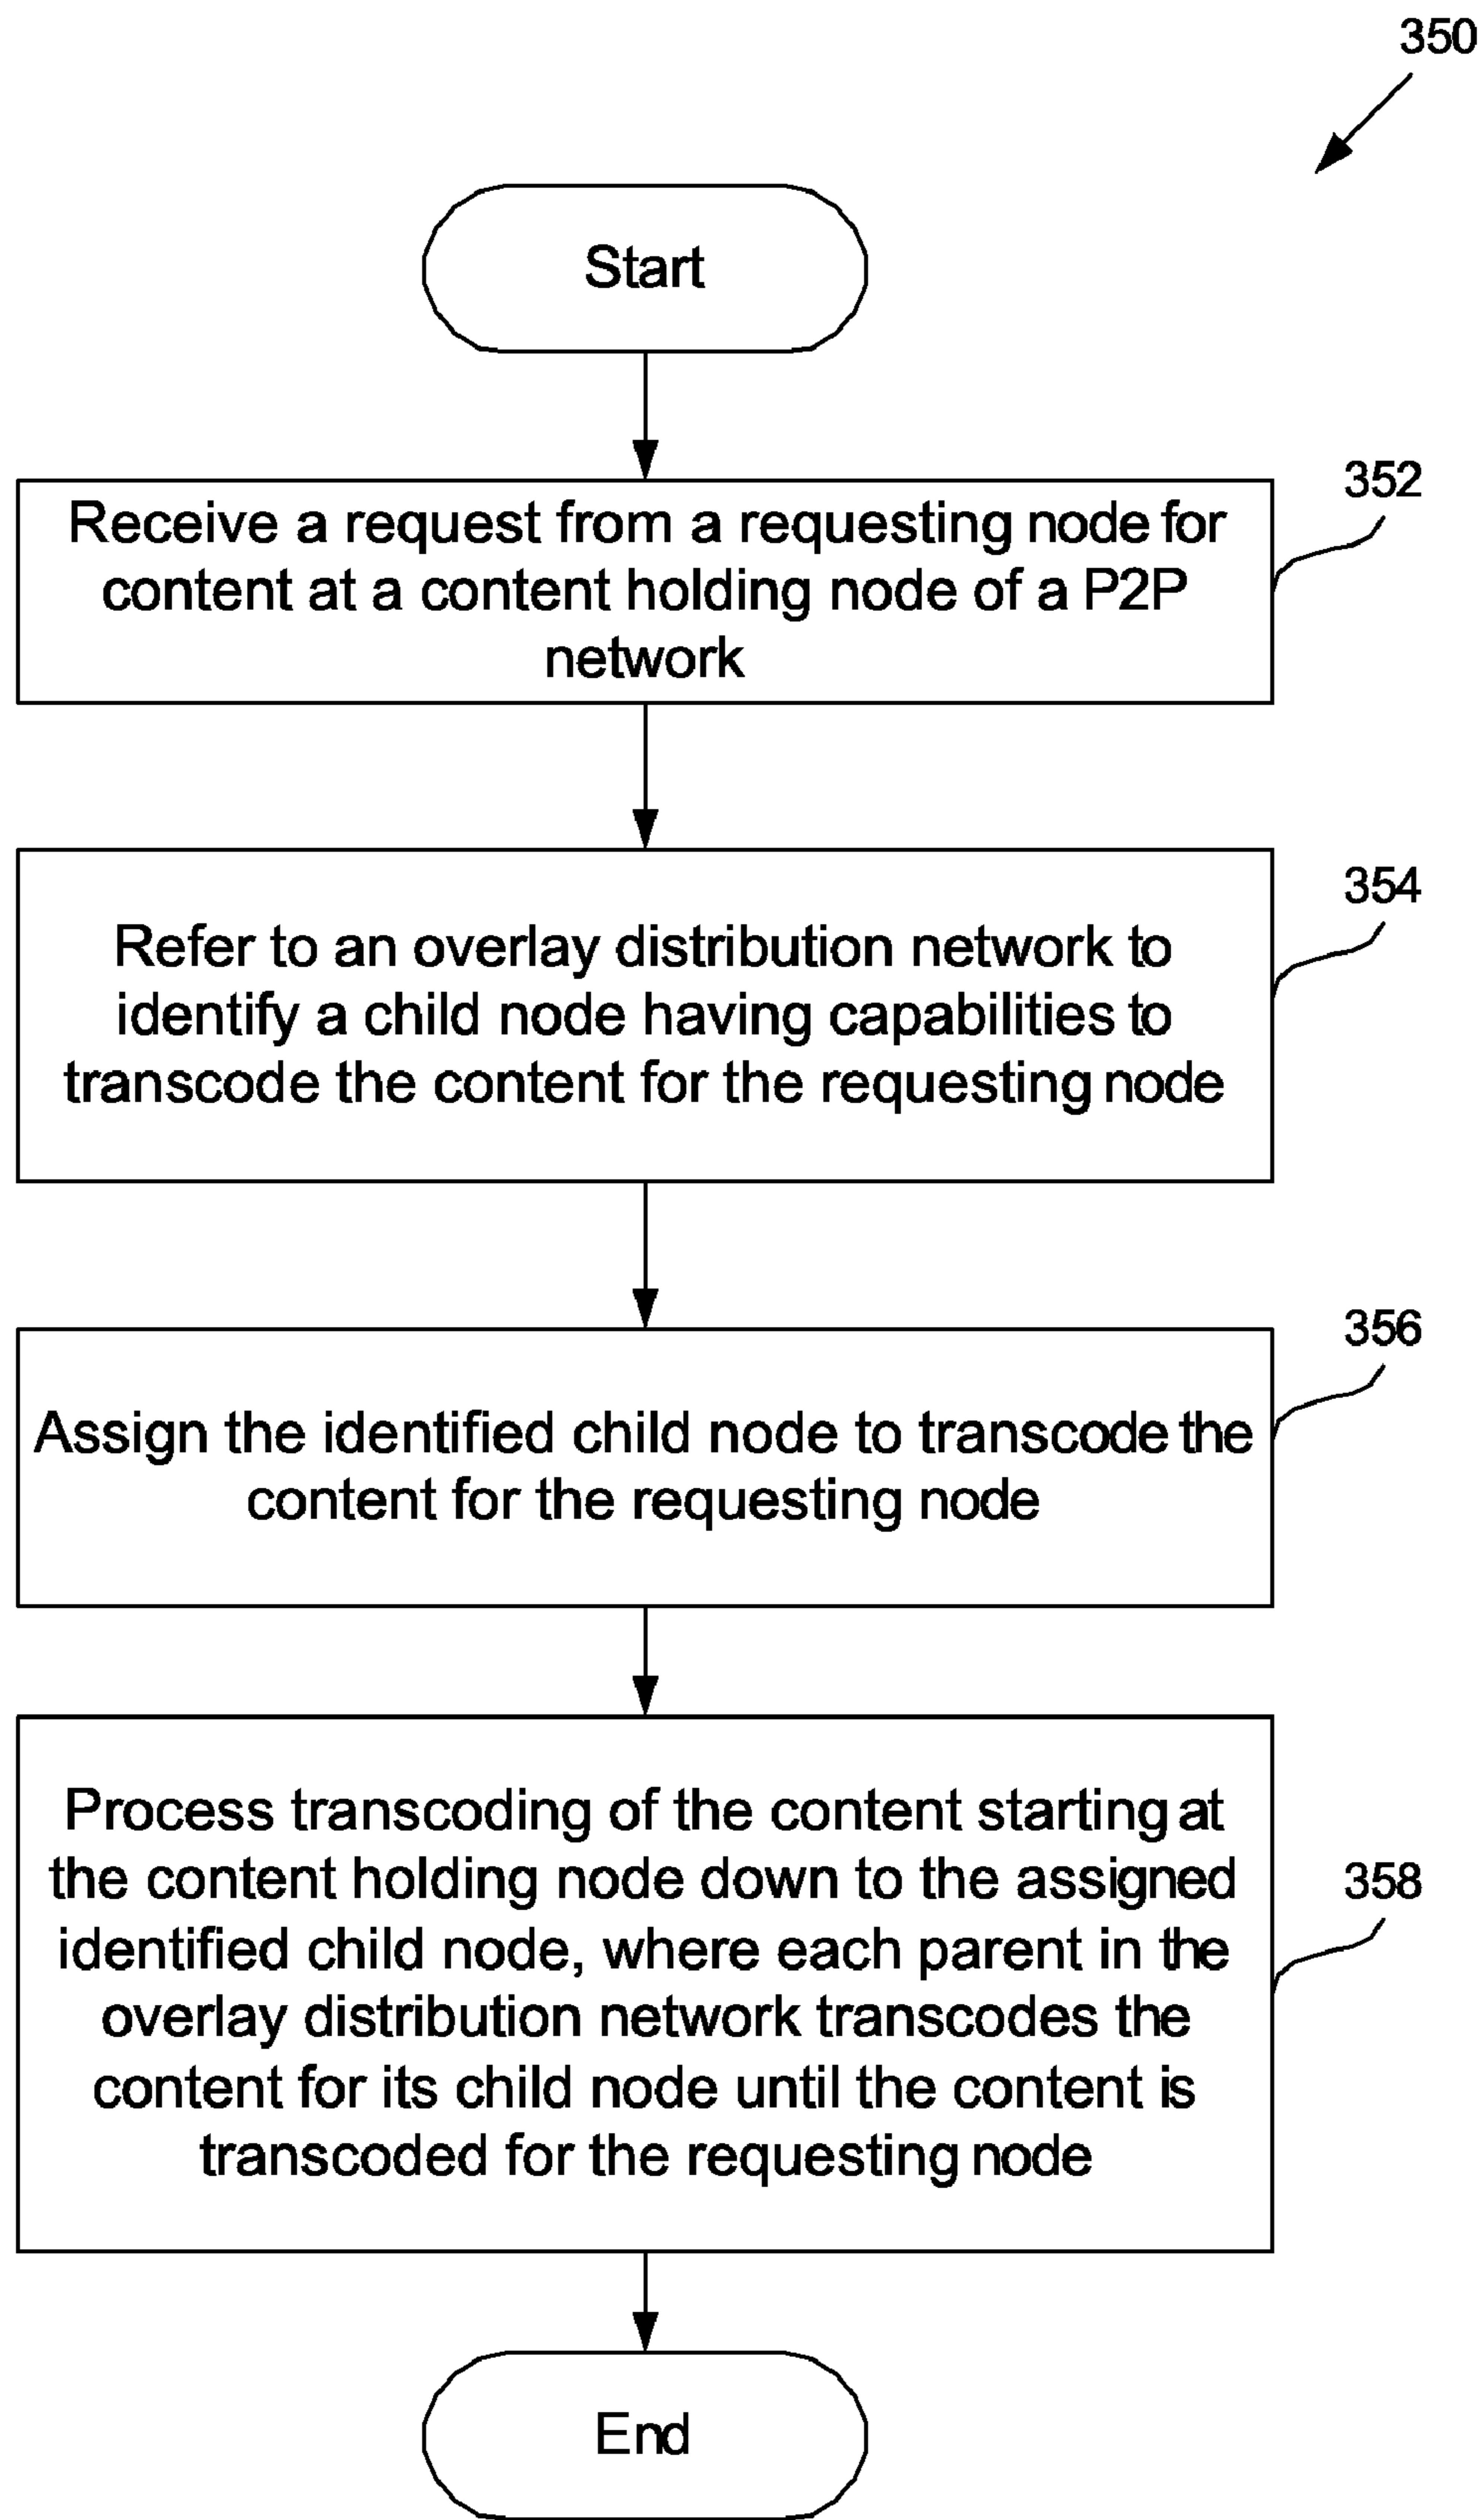 350
Start
352
Receive a request from a requesting node for
content at a content holding node of a P2P
network
354
Refer to an overlay distribution network to
identify a child node having capabilities to
transcode the content for the requesting node
356
Assign the identified child node to transcode the
content for the requesting node
Process transcoding of the content starting at
the content holding node down to the assigned
358
identified child node, where each parent in the
overlay distribution network transcodes the
content for its child node until the content is
transcoded for the requesting node
End